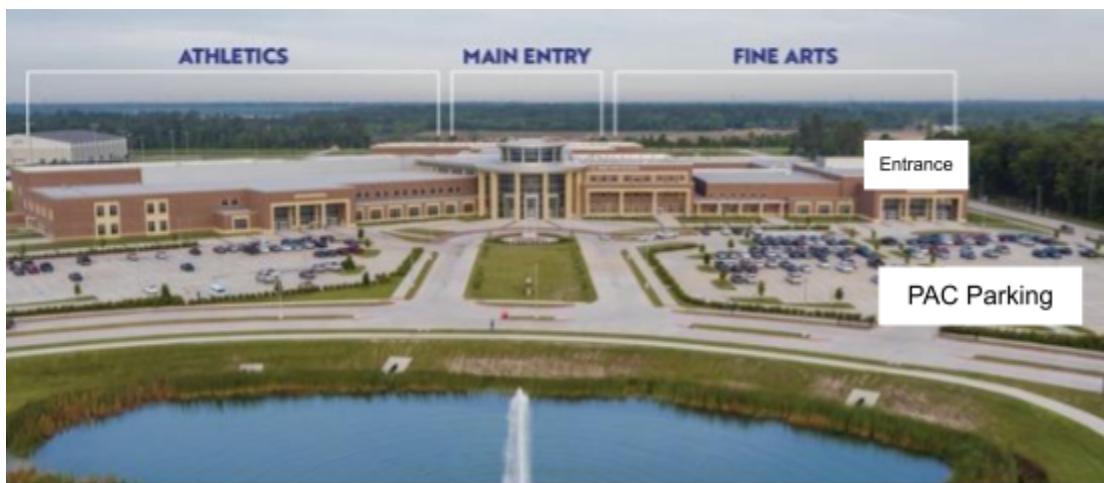 ATHLETICS
MAIN ENTRY
FINE ARTS
Entrance
PAC Parking